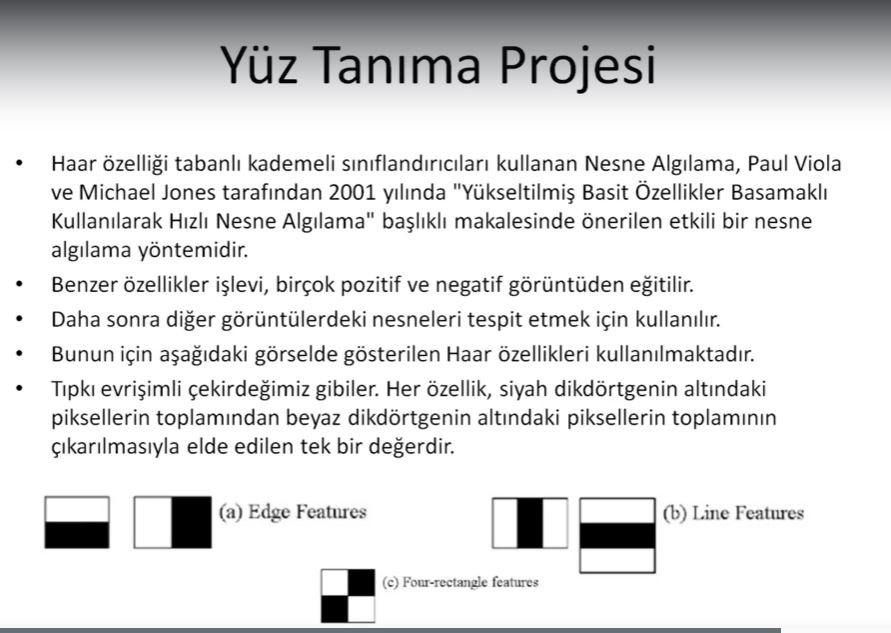 Yüz Tanıma Projesi
• Haar özelliği tabanlı kademeli sınıflandırıcıları kullanan Nesne Algılama, Paul Viola
ve Michael Jones tarafından 2001 yılında "Yükseltilmiş Basit Özellikler Basamaklı
Kullanılarak Hızlı Nesne Algılama" başlıklı makalesinde önerilen etkili bir nesne
algılama yöntemidir.
• Benzer özellikler işlevi, birçok pozitif ve negatif görüntüden eğitilir.
• Daha sonra diğer görüntülerdeki nesneleri tespit etmek için kullanılır.
• Bunun için aşağıdaki görselde gösterilen Haar özellikleri kullanılmaktadır.
• Tıpkı evrişimli çekirdeğimiz gibiler. Her özellik, siyah dikdörtgenin altındaki
piksellerin toplamından beyaz dikdörtgenin altındaki piksellerin toplamının
çıkarılmasıyla elde edilen tek bir değerdir.
(a) Edge Features
(b) Line Features
(c) Four-rectangle features